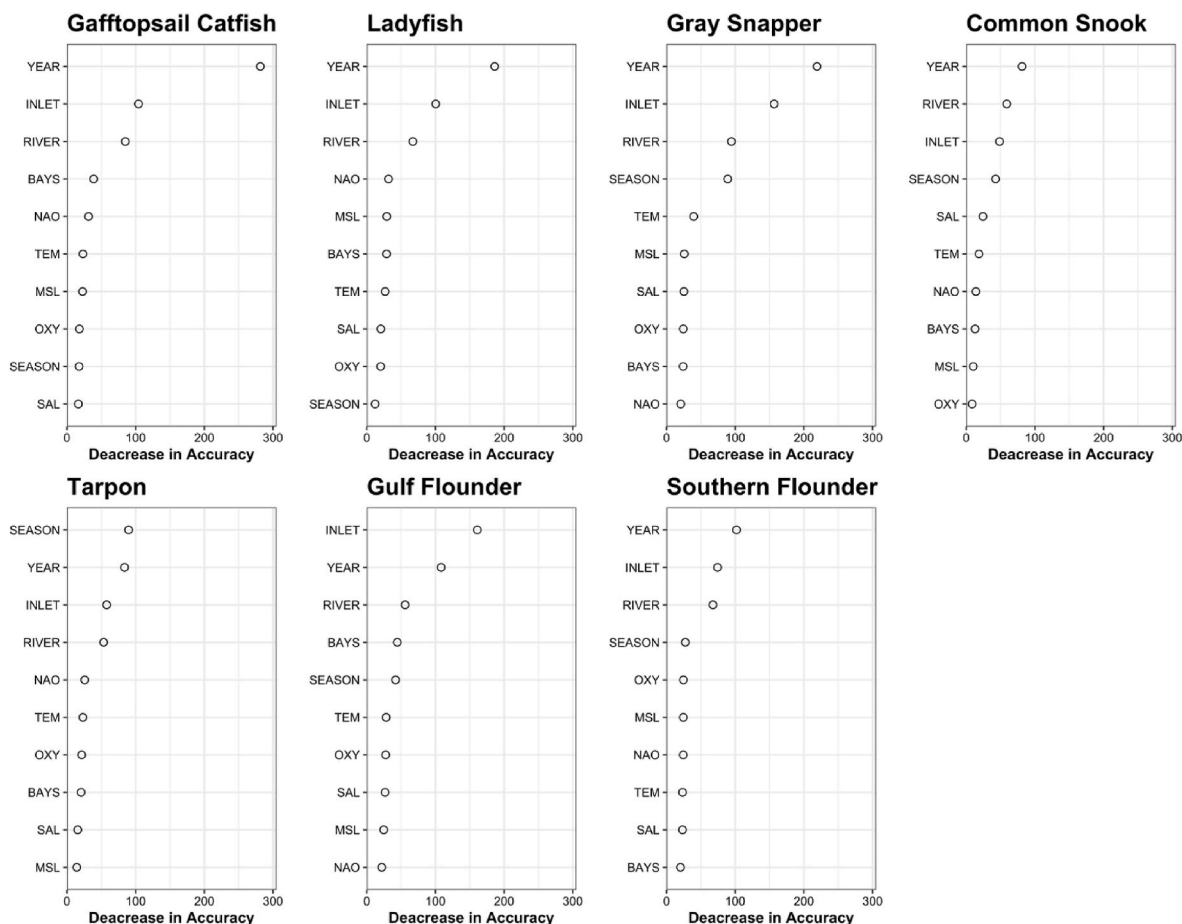 Gafftopsail Catfish
YEAR
INLET
RIVER
BAYS
NAO
TEM
MSL
OXY
SEASON
SAL
0 100 200 300
Deacrease in Accuracy
Ladyfish
YEAR
INLET
RIVER
NAO
MSL
BAYS
TEM
SAL
OXY
SEASON
0 100 200 300
Deacrease in Accuracy
Gray Snapper
YEAR
INLET
RIVER
SEASON
TEM
MSL
SAL
OXY
BAYS
NAO
0 100 200 300
Deacrease in Accuracy
Common Snook
YEAR
RIVER
INLET
SEASON
SAL
TEM
NAO
BAYS
MSL
OXY
0 100 200 300
Deacrease in Accuracy
Tarpon
SEASON
YEAR
INLET
RIVER
NAO
TEM
OXY
BAYS
SAL
MSL
0 100 200 300
Deacrease in Accuracy
Gulf Flounder
INLET
YEAR
RIVER
BAYS
SEASON
TEM
OXY
SAL
MSL
NAO
0 100 200 300
Deacrease in Accuracy
Southern Flounder
YEAR
INLET
RIVER
SEASON
OXY
MSL
NAO
TEM
SAL
BAYS
0 100 200 300
Deacrease in Accuracy